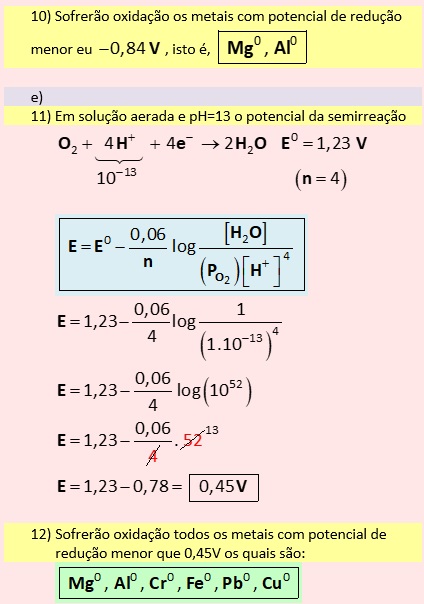 10) Sofrerão oxidação os metais com potencial de redução
menor eu −0,84 V , isto é, Mg⁰ , Al⁰
e)
11) Em solução aerada e pH=13 o potencial da semirreação
O₂ + 4H⁺ + 4e⁻ → 2H₂O E⁰ = 1,23 V
10⁻¹³ (n = 4)
E = E⁰ − 0,06/n log [H₂O]/(P_O₂)[H⁺]⁴
E = 1,23 − 0,06/4 log 1/(1.10⁻¹³)⁴
E = 1,23 − 0,06/4 log(10⁵²)
E = 1,23 − 0,06/4 . 52 13
E = 1,23 − 0,78 = 0,45V
12) Sofrerão oxidação todos os metais com potencial de
redução menor que 0,45V os quais são:
Mg⁰ , Al⁰ , Cr⁰ , Fe⁰ , Pb⁰ , Cu⁰